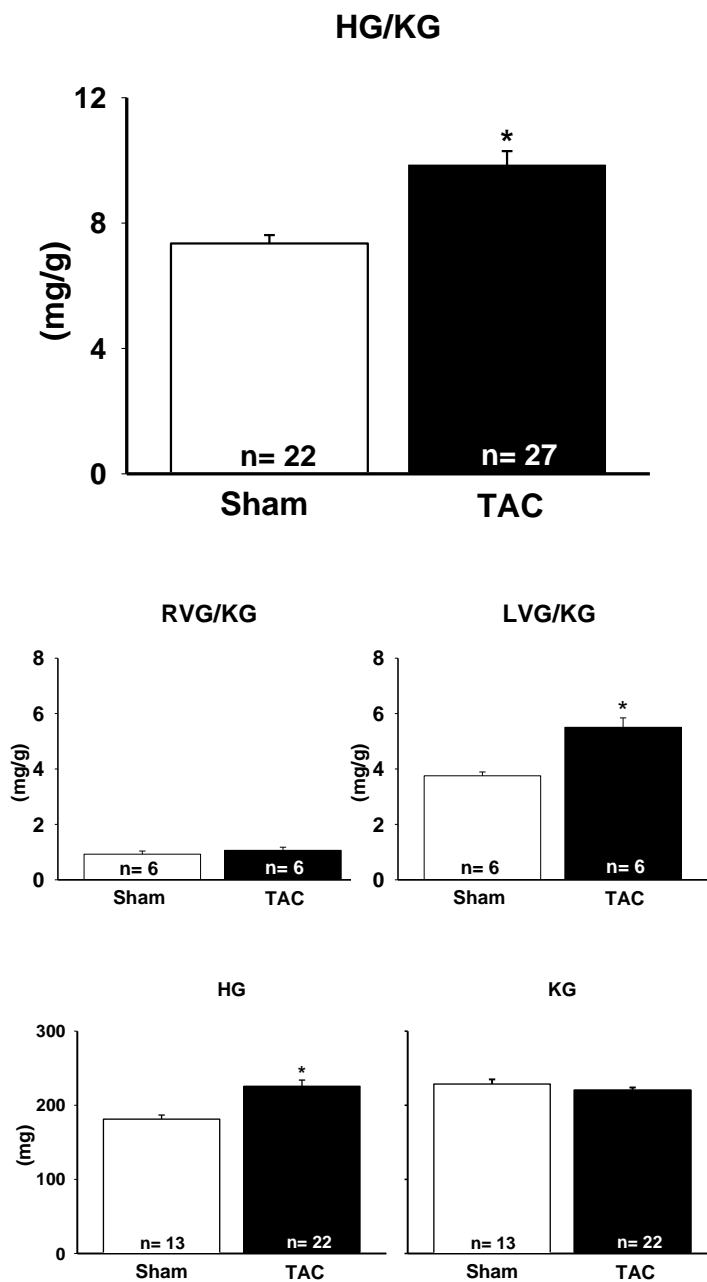 HG/KG
12
*
8
(mg/g)
4
n= 22 n= 27
0
Sham TAC
RVG/KG LVG/KG
8 8
6 6
*
(mg/g) (mg/g)
4 4
2 2
n= 6 n= 6 n= 6 n= 6
0 0
Sham TAC Sham TAC
HG KG
300
*
200
(mg)
100
n= 13 n= 22 n= 13 n= 22
0
Sham TAC Sham TAC